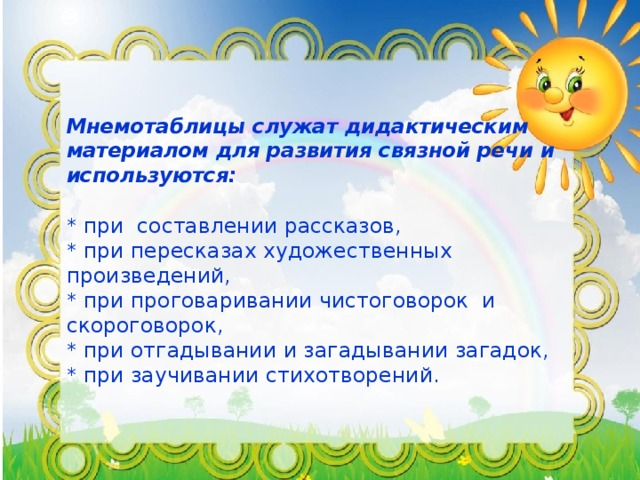 Мнемотаблицы служат дидактическим
материалом для развития связной речи и
используются:
* при составлении рассказов,
* при пересказах художественных
произведений,
* при проговаривании чистоговорок и
скороговорок,
* при отгадывании и загадывании загадок,
* при заучивании стихотворений.